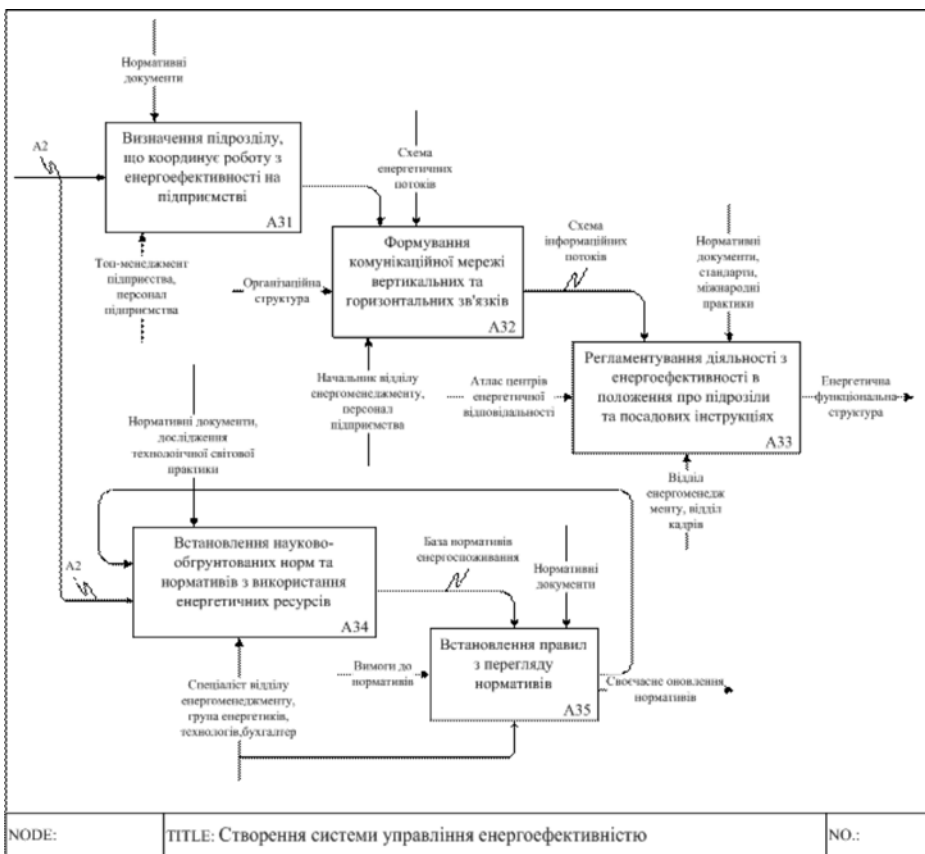 Нормативні
документи
A2
Визначення підрозділу,
що координує роботу з
енергоефективності на
підприємстві
A31
Топ-менеджмент
підприєства,
персонал
підприємства
Схема
енергетичних
потоків
Організаційна
структура
Формування
комунікаційної мережі
вертикальних та
горизонтальних зв'язків
A32
Схема
інформаційних
потоків
Нормативні
документи,
стандарти,
міжнародні
практики
Начальник відділу
енергоменеджменту,
персонал
підприємства
Атлас центрів
енергетичної
відповідальності
Регламентування діяльності з
енергоефективності в
положення про підрозіли
та посадових інструкціях
A33
Енергетична
функціональна
структура
Відділ
енергоменедж
менту, відділ
кадрів
Нормативні документи,
дослідження
технологічної світової
практики
A2
Встановлення науково-
обгрунтованих норм та
нормативів з використання
енергетичних ресурсів
A34
База нормативів
енергоспоживання
Нормативні
документи
Вимоги до
нормативів
Встановлення правил
з перегляду
нормативів
A35
Своєчасне оновлення
нормативів
Спеціаліст відділу
енергоменеджменту,
група енергетиків,
технологів,бухгалтер
NODE:
TITLE: Створення системи управління енергоефективністю
NO.: